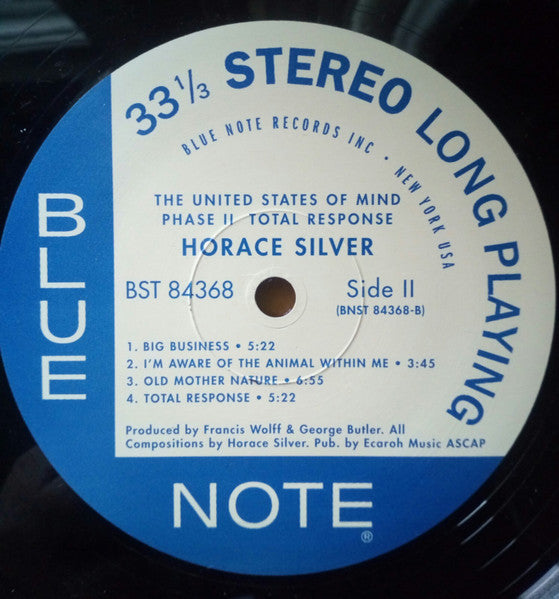 33⅓ STEREO LONG PLAYING
BLUE NOTE RECORDS INC • NEW YORK USA
THE UNITED STATES OF MIND
PHASE II TOTAL RESPONSE
HORACE SILVER
BST 84368
Side II
(BNST 84368-B)
1. BIG BUSINESS • 5:22
2. I'M AWARE OF THE ANIMAL WITHIN ME • 3:45
3. OLD MOTHER NATURE • 6:55
4. TOTAL RESPONSE • 5:22
Produced by Francis Wolff & George Butler. All
Compositions by Horace Silver. Pub. by Ecaroh Music ASCAP
BLUE
NOTE®